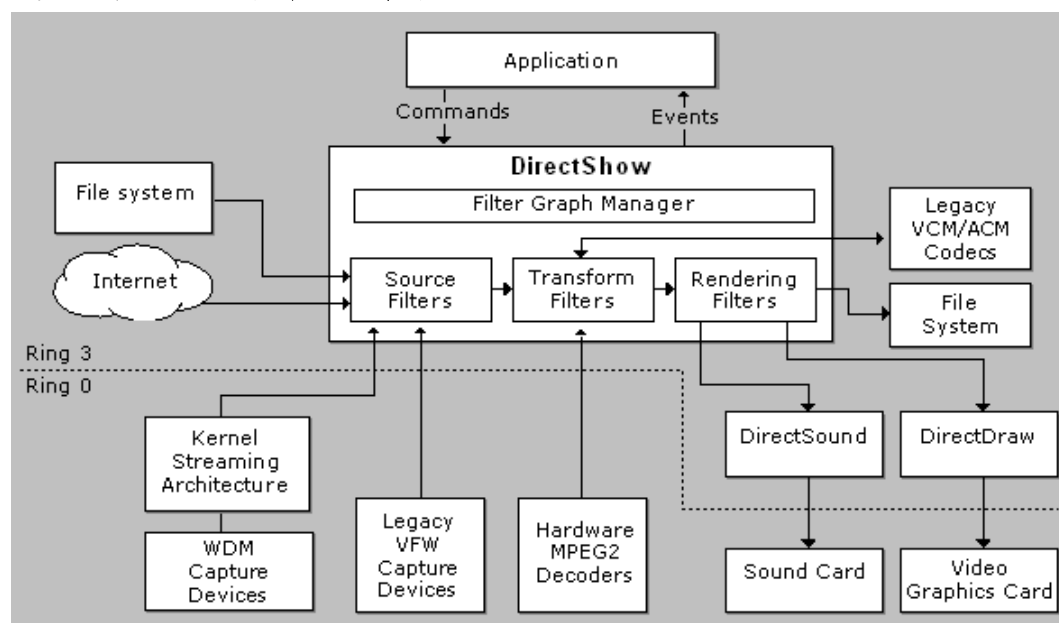 Application
Commands
Events
DirectShow
Filter Graph Manager
File system
Internet
Source
Filters
Transform
Filters
Rendering
Filters
Legacy
VCM/ACM
Codecs
File
System
Ring 3
Ring 0
Kernel
Streaming
Architecture
WDM
Capture
Devices
Legacy
VFW
Capture
Devices
Hardware
MPEG2
Decoders
DirectSound
DirectDraw
Sound Card
Video
Graphics Card